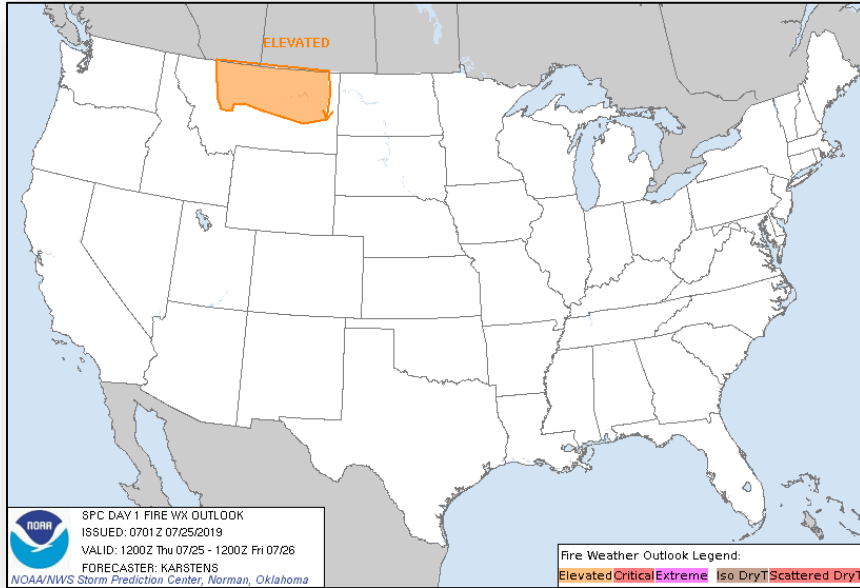 ELEVATED
SPC DAY 1 FIRE WX OUTLOOK
ISSUED: 0701Z 07/25/2019
VALID: 1200Z Thu 07/25 - 1200Z Fri 07/26
FORECASTER: KARSTENS
NOAA
NOAA/NWS Storm Prediction Center, Norman, Oklahoma
Fire Weather Outlook Legend:
Elevated Critical Extreme Iso DryT Scattered DryT